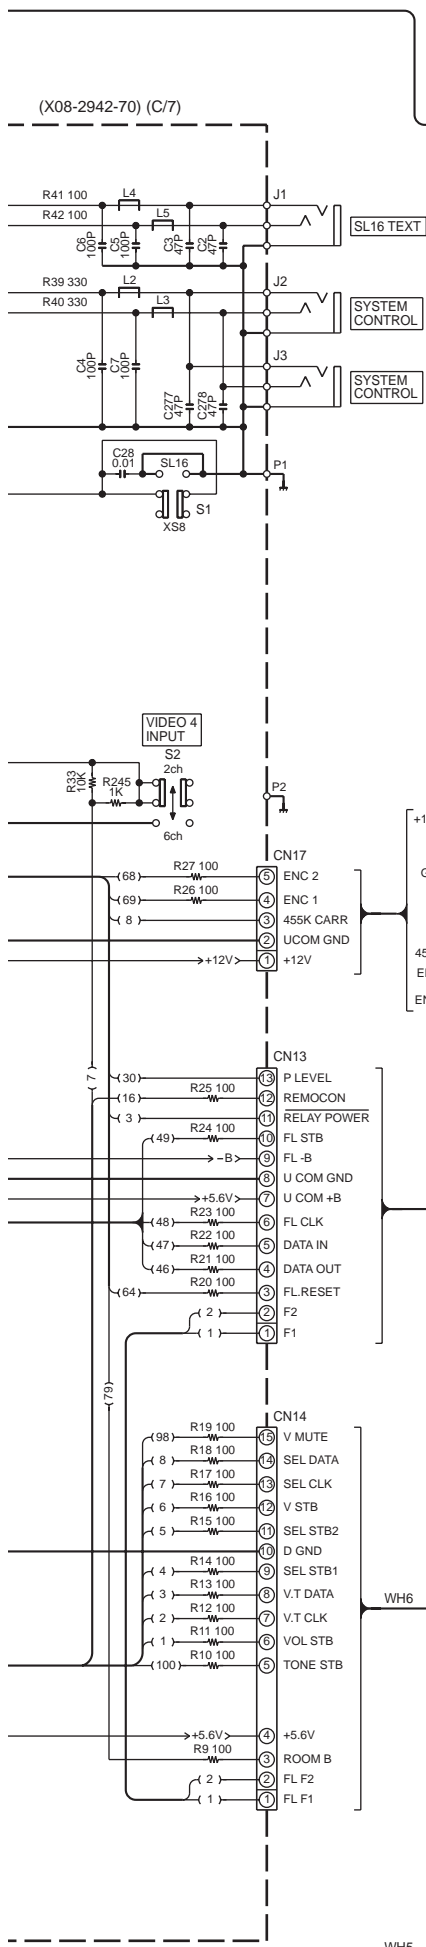 (X08-2942-70) (C/7)
R41 100 L4 J1
R42 100 L5
SL16 TEXT
C6 100P C5 100P C3 47P C2 47P
R39 330 L2 J2
R40 330 L3
SYSTEM CONTROL
J3
C4 100P C7 100P
SYSTEM CONTROL
C277 47P C278 47P
C28 0.01 SL16 P1
S1
XS8
VIDEO 4 INPUT
S2
2ch
R33 10K R245 1K
P2
6ch
CN17
(68) R27 100 5 ENC 2
(69) R26 100 4 ENC 1
(8) 3 455K CARR
2 UCOM GND
+12V 1 +12V
CN13
7
(30) 13 P LEVEL
(16) R25 100 12 REMOCON
(3) 11 RELAY POWER
(49) R24 100 10 FL STB
-B 9 FL -B
8 U COM GND
+5.6V 7 U COM +B
(48) R23 100 6 FL CLK
(47) R22 100 5 DATA IN
(46) R21 100 4 DATA OUT
(64) R20 100 3 FL.RESET
(2) 2 F2
(1) 1 F1
(79)
CN14
(98) R19 100 15 V MUTE
(8) R18 100 14 SEL DATA
(7) R17 100 13 SEL CLK
(6) R16 100 12 V STB
(5) R15 100 11 SEL STB2
10 D GND
(4) R14 100 9 SEL STB1
(3) R13 100 8 V.T DATA
(2) R12 100 7 V.T CLK
WH6
(1) R11 100 6 VOL STB
(100) R10 100 5 TONE STB
+5.6V 4 +5.6V
R9 100 3 ROOM B
(2) 2 FL F2
(1) 1 FL F1